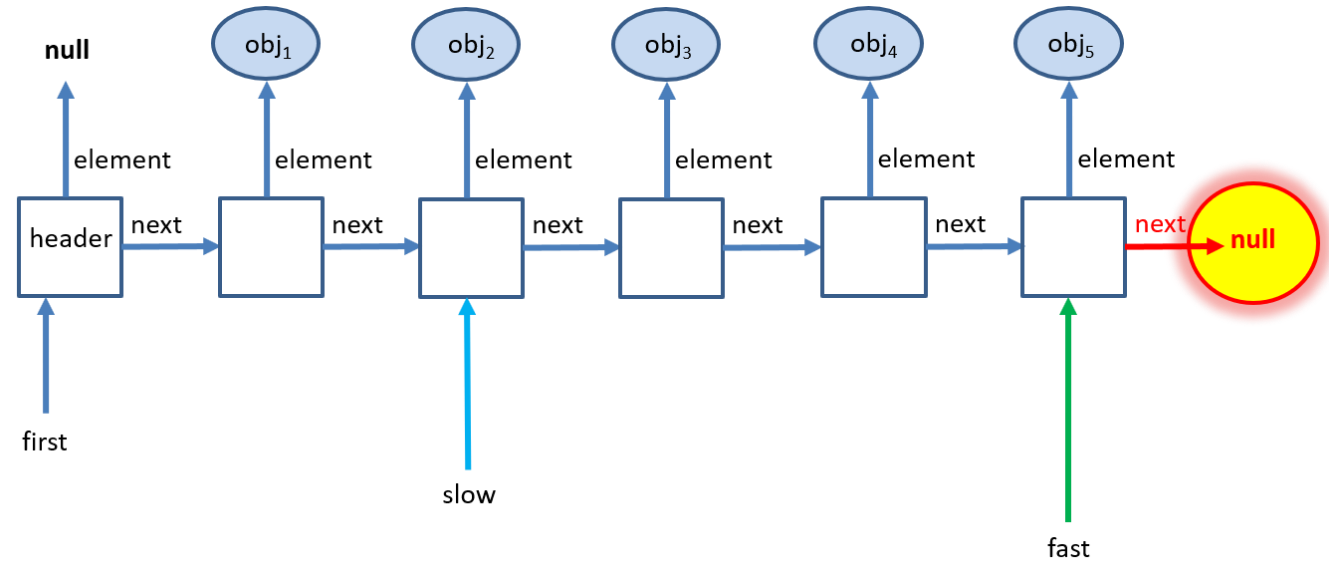 null
obj₁
obj₂
obj₃
obj₄
obj₅
element
element
element
element
element
element
header
next
next
next
next
next
next
null
first
slow
fast